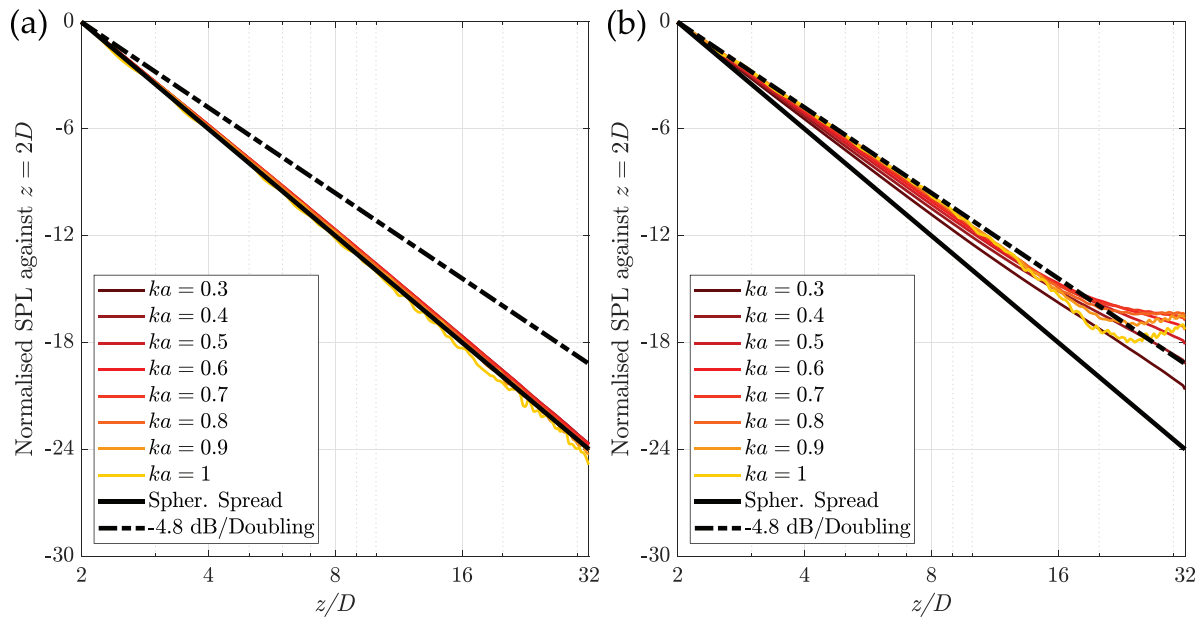 (a)
Normalised SPL against z = 2D
0
-6
-12
-18
-24
-30
ka = 0.3
ka = 0.4
ka = 0.5
ka = 0.6
ka = 0.7
ka = 0.8
ka = 0.9
ka = 1
Spher. Spread
-4.8 dB/Doubling
2 4 8 16 32
z/D
(b)
Normalised SPL against z = 2D
0
-6
-12
-18
-24
-30
ka = 0.3
ka = 0.4
ka = 0.5
ka = 0.6
ka = 0.7
ka = 0.8
ka = 0.9
ka = 1
Spher. Spread
-4.8 dB/Doubling
2 4 8 16 32
z/D